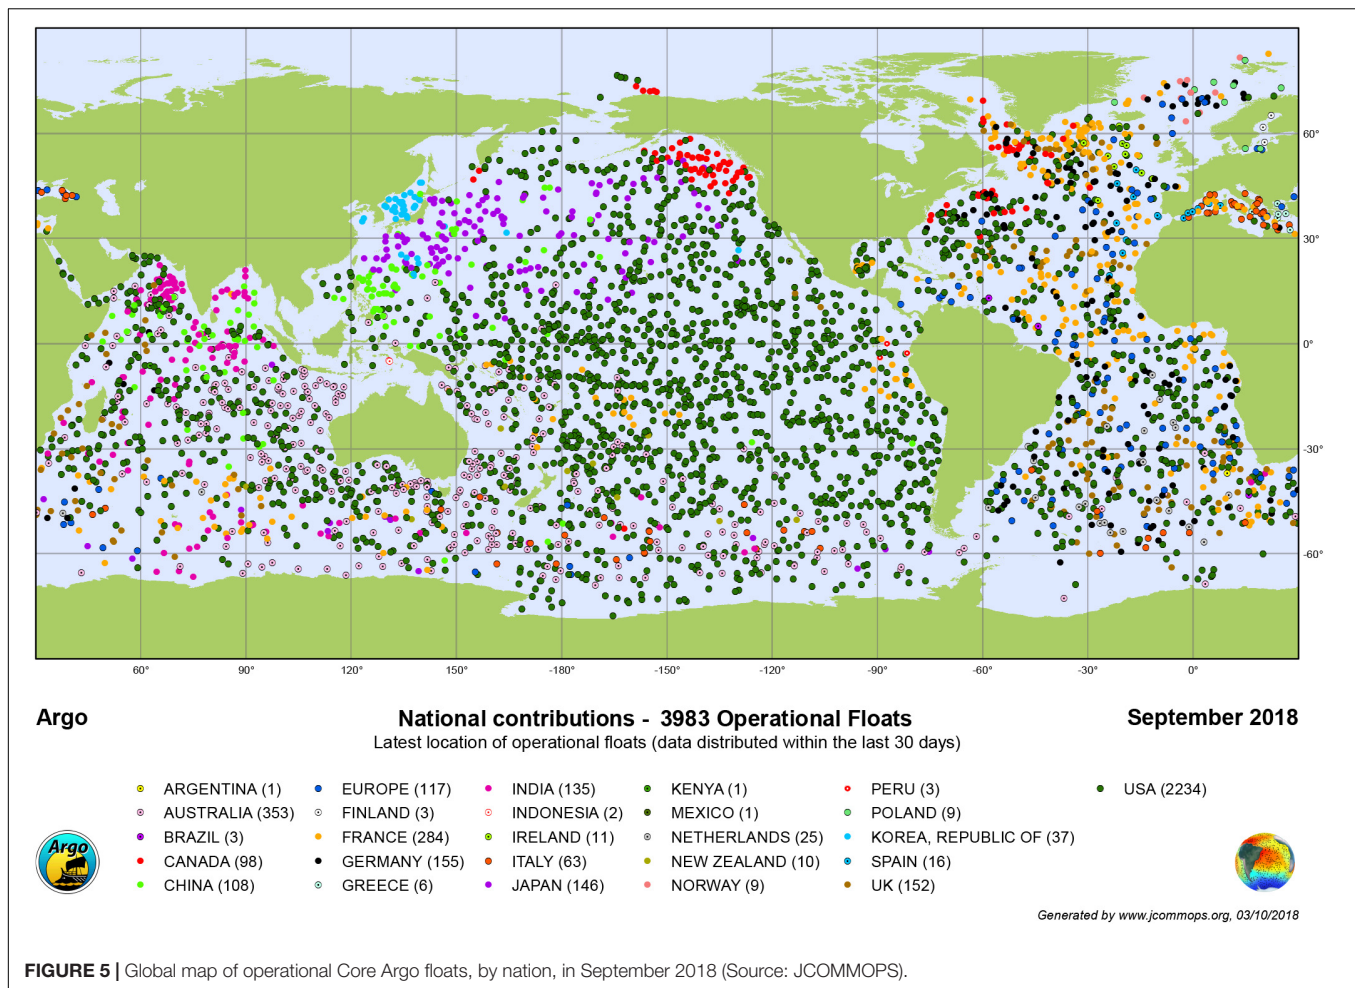 60°
30°
0°
-30°
-60°
60° 90° 120° 150° -180° -150° -120° -90° -60° -30° 0°
Argo National contributions - 3983 Operational Floats September 2018
Latest location of operational floats (data distributed within the last 30 days)
ARGENTINA (1) EUROPE (117) INDIA (135) KENYA (1) PERU (3) USA (2234)
AUSTRALIA (353) FINLAND (3) INDONESIA (2) MEXICO (1) POLAND (9)
BRAZIL (3) FRANCE (284) IRELAND (11) NETHERLANDS (25) KOREA, REPUBLIC OF (37)
CANADA (98) GERMANY (155) ITALY (63) NEW ZEALAND (10) SPAIN (16)
CHINA (108) GREECE (6) JAPAN (146) NORWAY (9) UK (152)
Argo
Generated by www.jcommops.org, 03/10/2018
FIGURE 5 | Global map of operational Core Argo floats, by nation, in September 2018 (Source: JCOMMOPS).